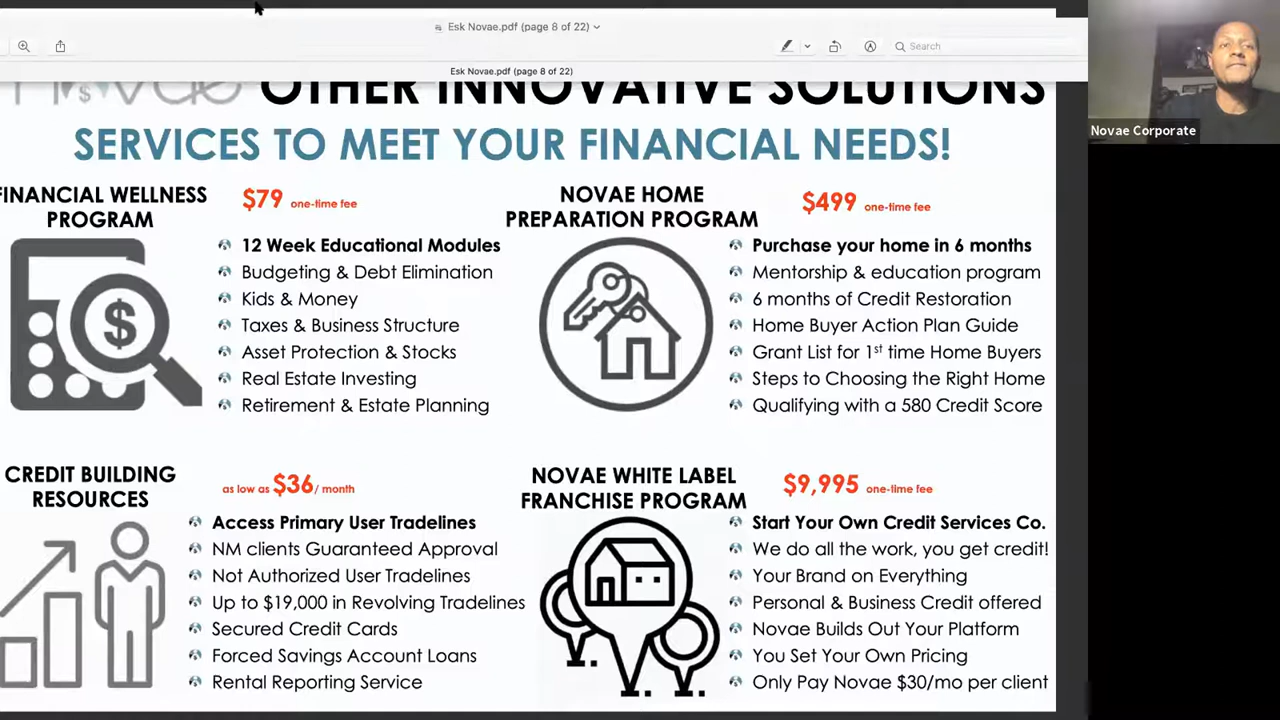 Esk Novae.pdf (page 8 of 22)
Search
Esk Novae.pdf (page 8 of 22)
Novae Corporate
novae OTHER INNOVATIVE SOLUTIONS
SERVICES TO MEET YOUR FINANCIAL NEEDS!
FINANCIAL WELLNESS
PROGRAM
$79 one-time fee
12 Week Educational Modules
Budgeting & Debt Elimination
Kids & Money
Taxes & Business Structure
Asset Protection & Stocks
Real Estate Investing
Retirement & Estate Planning
NOVAE HOME
PREPARATION PROGRAM
$499 one-time fee
Purchase your home in 6 months
Mentorship & education program
6 months of Credit Restoration
Home Buyer Action Plan Guide
Grant List for 1st time Home Buyers
Steps to Choosing the Right Home
Qualifying with a 580 Credit Score
CREDIT BUILDING
RESOURCES
as low as $36/ month
Access Primary User Tradelines
NM clients Guaranteed Approval
Not Authorized User Tradelines
Up to $19,000 in Revolving Tradelines
Secured Credit Cards
Forced Savings Account Loans
Rental Reporting Service
NOVAE WHITE LABEL
FRANCHISE PROGRAM
$9,995 one-time fee
Start Your Own Credit Services Co.
We do all the work, you get credit!
Your Brand on Everything
Personal & Business Credit offered
Novae Builds Out Your Platform
You Set Your Own Pricing
Only Pay Novae $30/mo per client